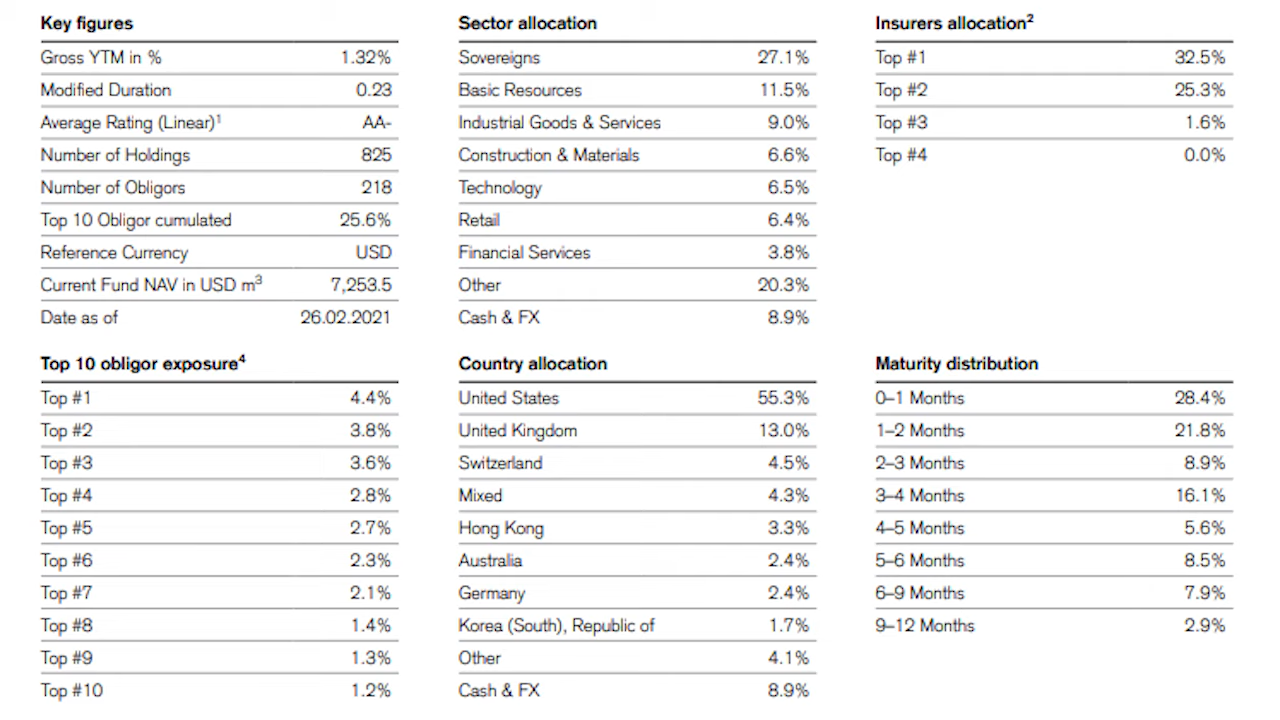 Key figures
Gross YTM in % 1.32%
Modified Duration 0.23
Average Rating (Linear)¹ AA-
Number of Holdings 825
Number of Obligors 218
Top 10 Obligor cumulated 25.6%
Reference Currency USD
Current Fund NAV in USD m³ 7,253.5
Date as of 26.02.2021
Sector allocation
Sovereigns 27.1%
Basic Resources 11.5%
Industrial Goods & Services 9.0%
Construction & Materials 6.6%
Technology 6.5%
Retail 6.4%
Financial Services 3.8%
Other 20.3%
Cash & FX 8.9%
Insurers allocation²
Top #1 32.5%
Top #2 25.3%
Top #3 1.6%
Top #4 0.0%
Top 10 obligor exposure⁴
Top #1 4.4%
Top #2 3.8%
Top #3 3.6%
Top #4 2.8%
Top #5 2.7%
Top #6 2.3%
Top #7 2.1%
Top #8 1.4%
Top #9 1.3%
Top #10 1.2%
Country allocation
United States 55.3%
United Kingdom 13.0%
Switzerland 4.5%
Mixed 4.3%
Hong Kong 3.3%
Australia 2.4%
Germany 2.4%
Korea (South), Republic of 1.7%
Other 4.1%
Cash & FX 8.9%
Maturity distribution
0–1 Months 28.4%
1–2 Months 21.8%
2–3 Months 8.9%
3–4 Months 16.1%
4–5 Months 5.6%
5–6 Months 8.5%
6–9 Months 7.9%
9–12 Months 2.9%